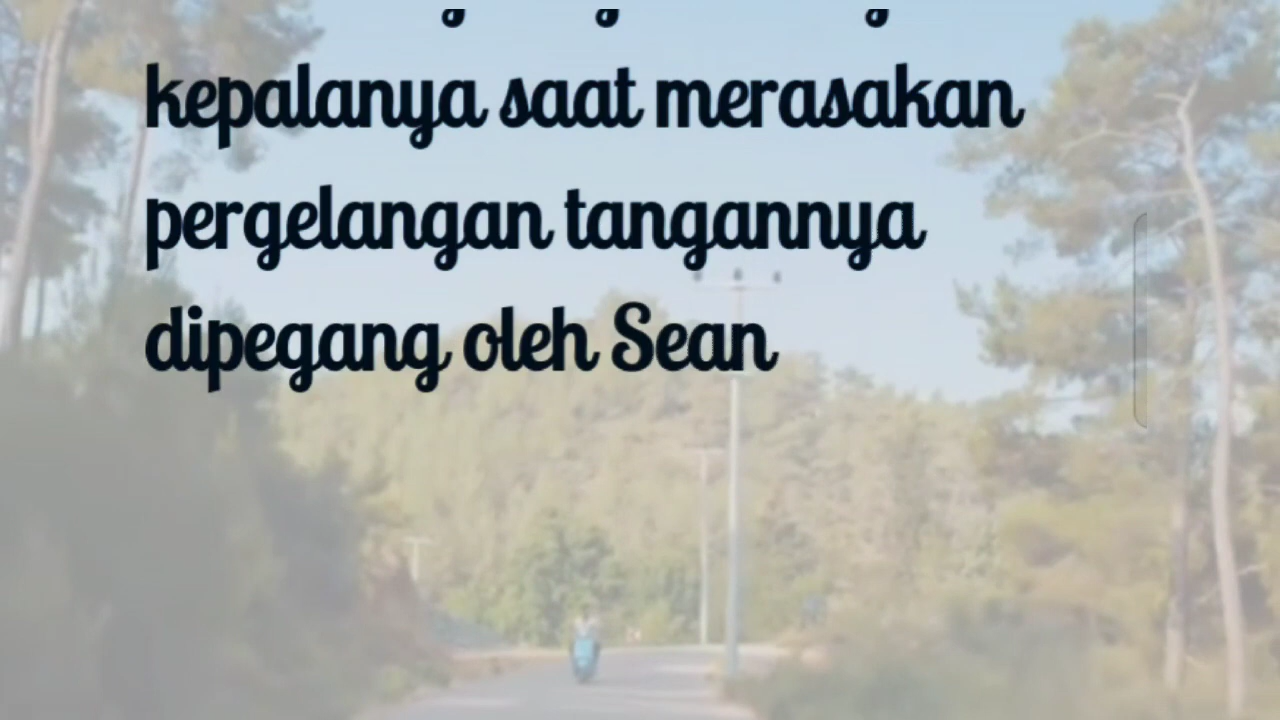 kepalanya saat merasakan
pergelangan tangannya
dipegang oleh Sean